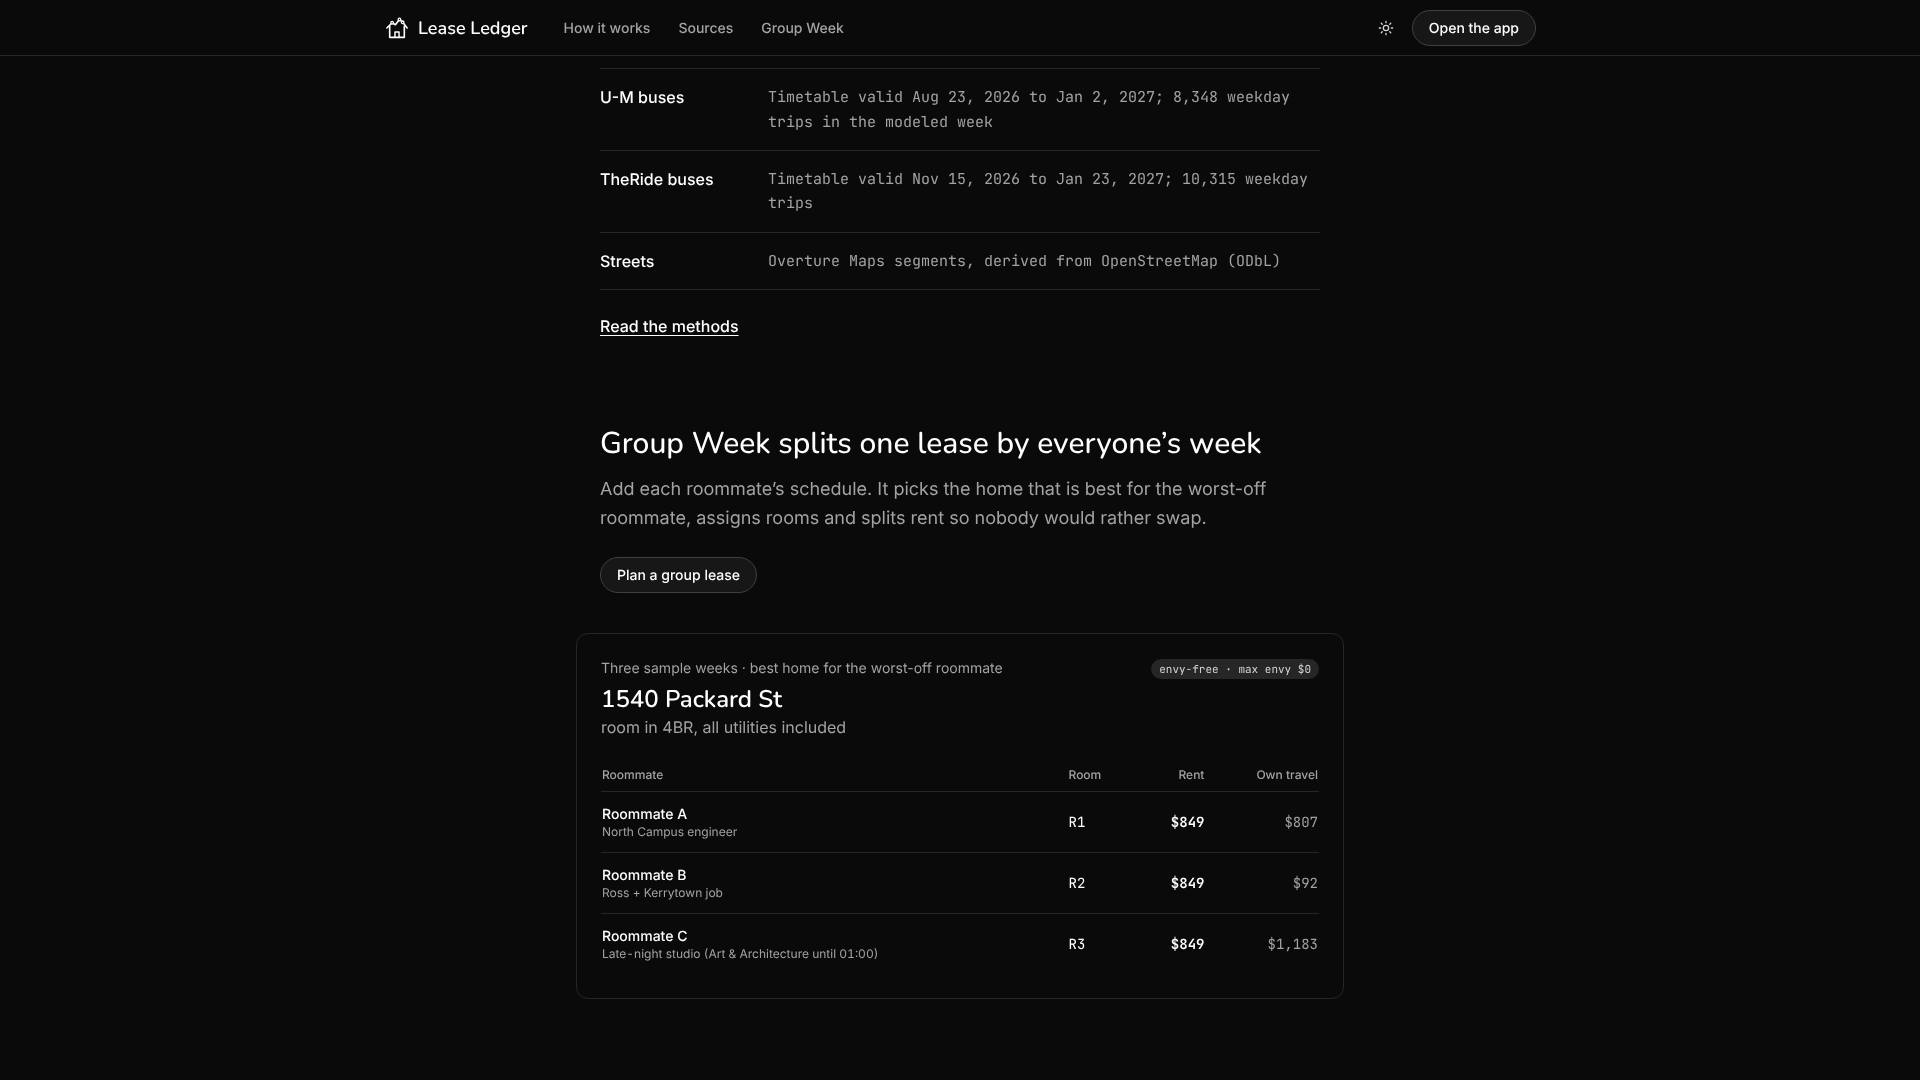 Lease Ledger
How it works
Sources
Group Week
Open the app
U-M buses
Timetable valid Aug 23, 2026 to Jan 2, 2027; 8,348 weekday
trips in the modeled week
TheRide buses
Timetable valid Nov 15, 2026 to Jan 23, 2027; 10,315 weekday
trips
Streets
Overture Maps segments, derived from OpenStreetMap (ODbL)
Read the methods
Group Week splits one lease by everyone’s week
Add each roommate’s schedule. It picks the home that is best for the worst-off
roommate, assigns rooms and splits rent so nobody would rather swap.
Plan a group lease
Three sample weeks · best home for the worst-off roommate
envy-free · max envy $0
1540 Packard St
room in 4BR, all utilities included
Roommate Room Rent Own travel
Roommate A
North Campus engineer
R1 $849 $807
Roommate B
Ross + Kerrytown job
R2 $849 $92
Roommate C
Late-night studio (Art & Architecture until 01:00)
R3 $849 $1,183